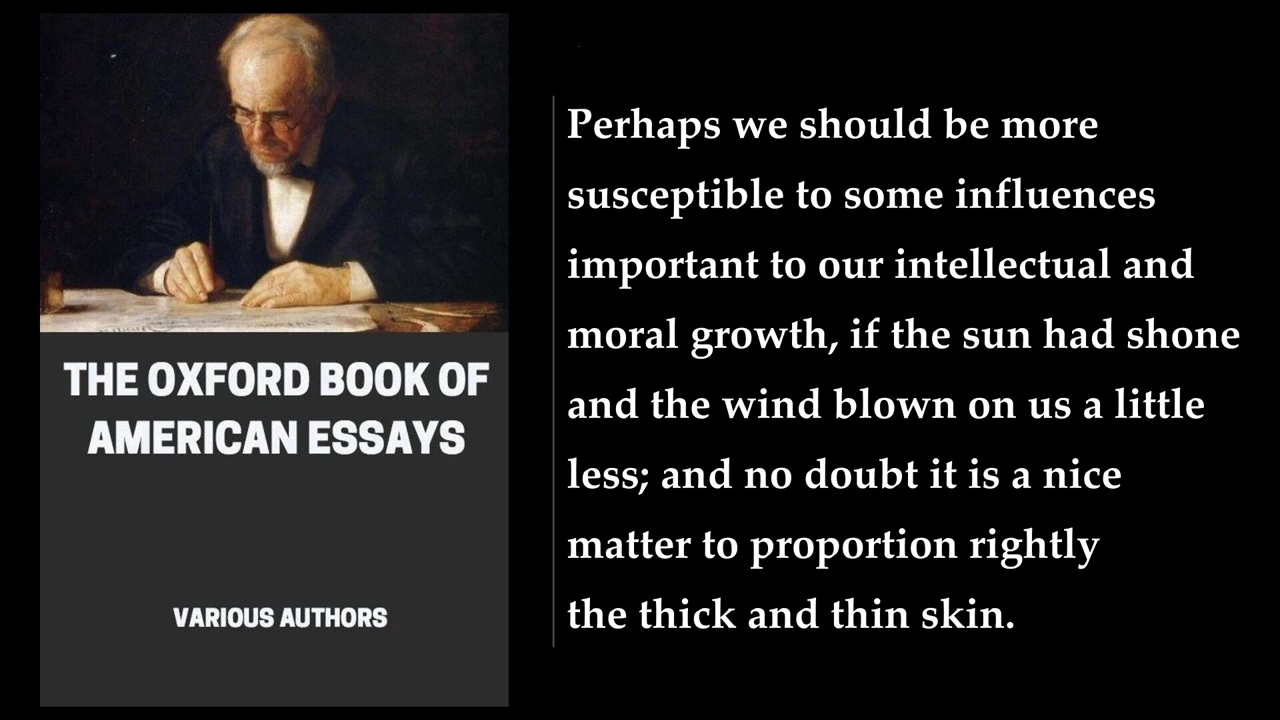 THE OXFORD BOOK OF
AMERICAN ESSAYS
VARIOUS AUTHORS
Perhaps we should be more
susceptible to some influences
important to our intellectual and
moral growth, if the sun had shone
and the wind blown on us a little
less; and no doubt it is a nice
matter to proportion rightly
the thick and thin skin.